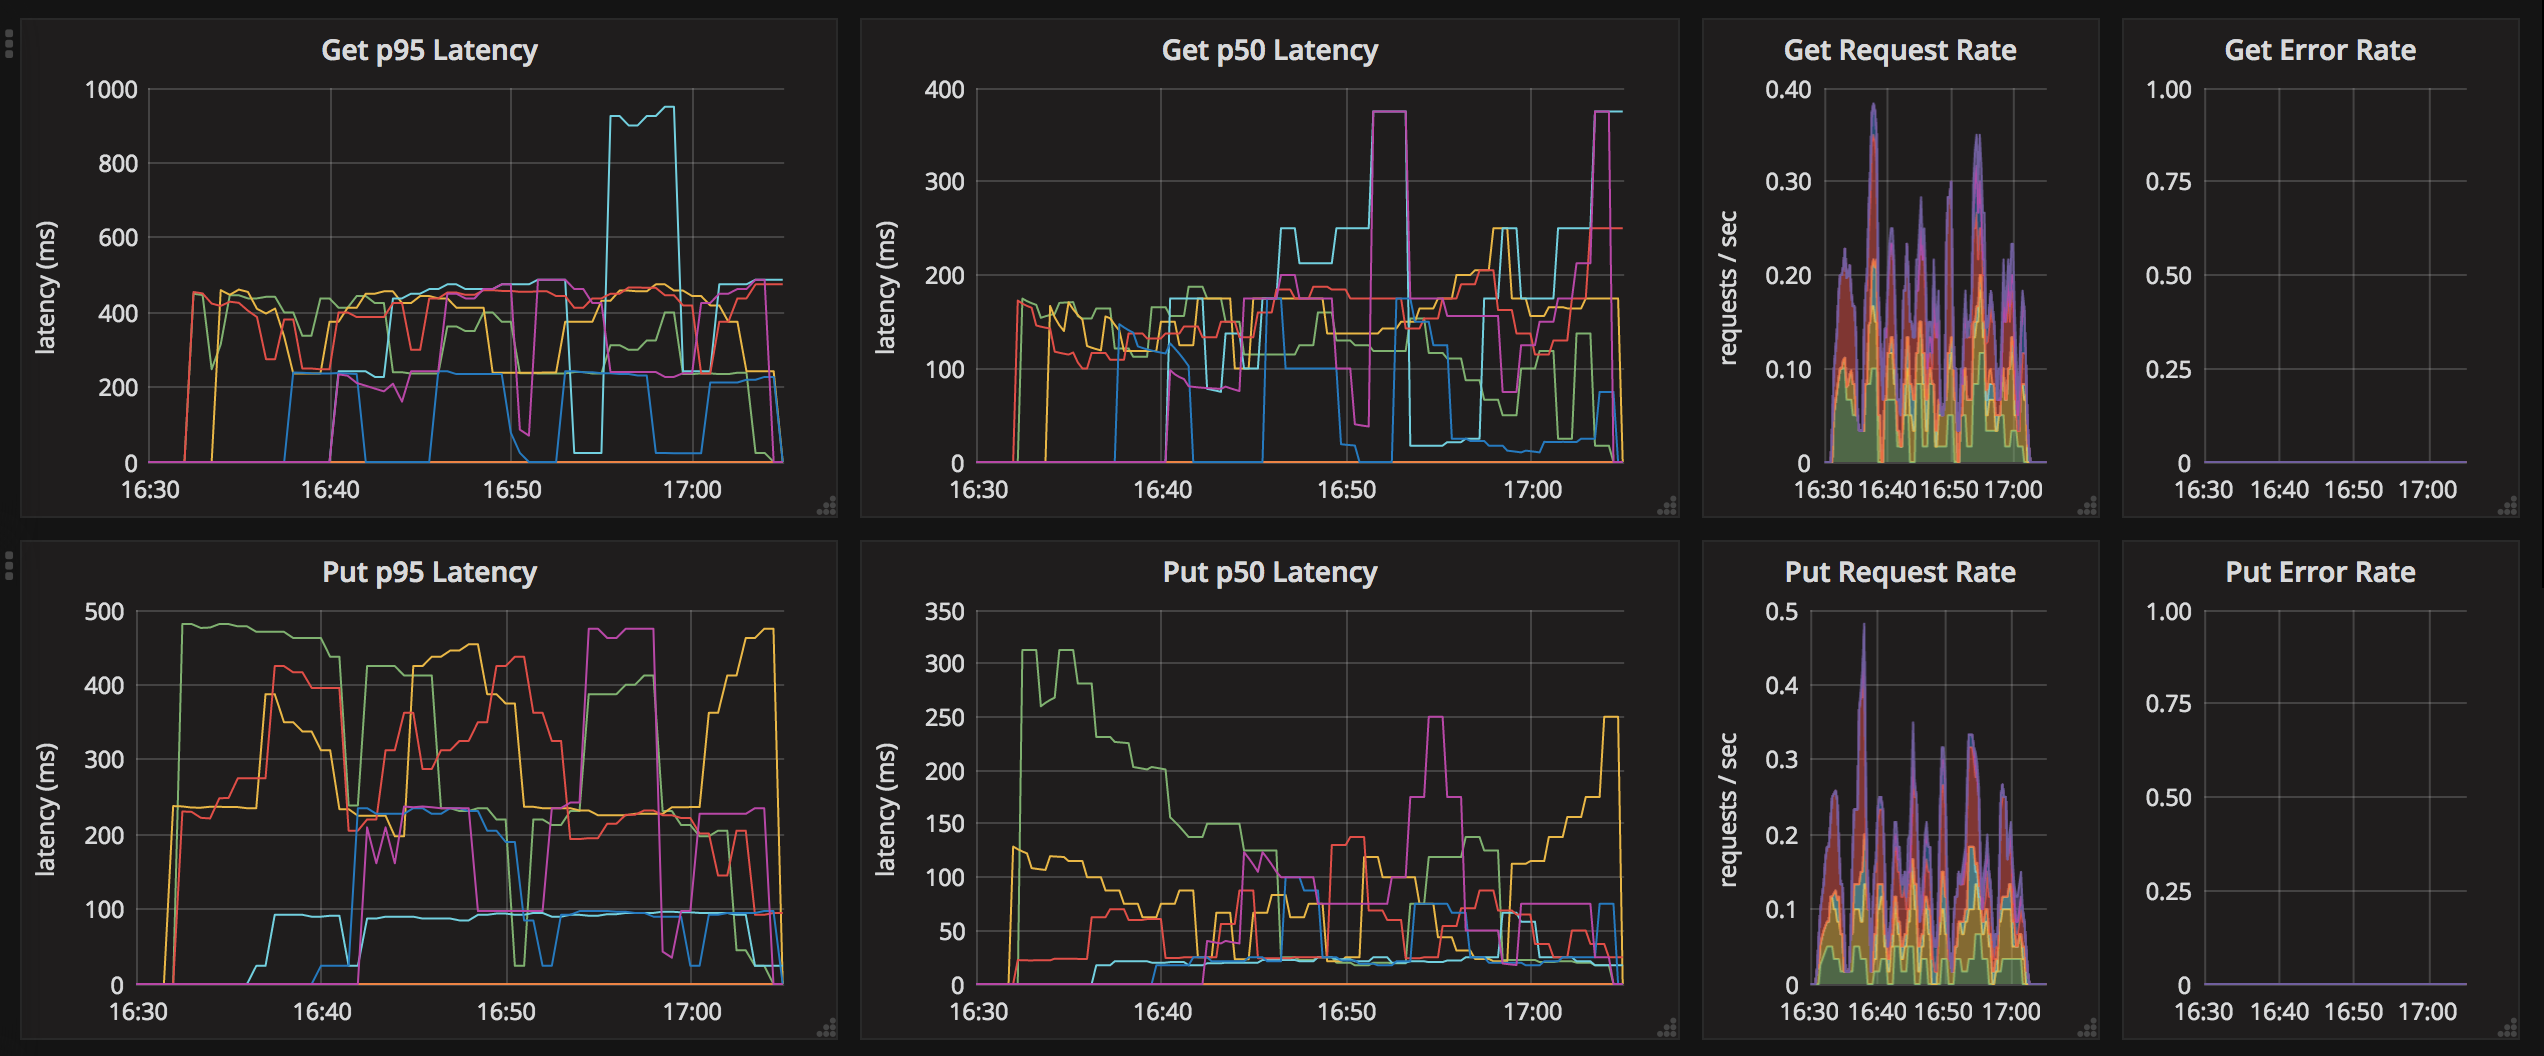 Get p95 Latency
1000
800
600
400
200
0
latency (ms)
16:30 16:40 16:50 17:00
Get p50 Latency
400
300
200
100
0
latency (ms)
16:30 16:40 16:50 17:00
Get Request Rate
0.40
0.30
0.20
0.10
0
requests / sec
16:30 16:40 16:50 17:00
Get Error Rate
1.00
0.75
0.50
0.25
0
16:30 16:40 16:50 17:00
Put p95 Latency
500
400
300
200
100
0
latency (ms)
16:30 16:40 16:50 17:00
Put p50 Latency
350
300
250
200
150
100
50
0
latency (ms)
16:30 16:40 16:50 17:00
Put Request Rate
0.5
0.4
0.3
0.2
0.1
0
requests / sec
16:30 16:40 16:50 17:00
Put Error Rate
1.00
0.75
0.50
0.25
0
16:30 16:40 16:50 17:00